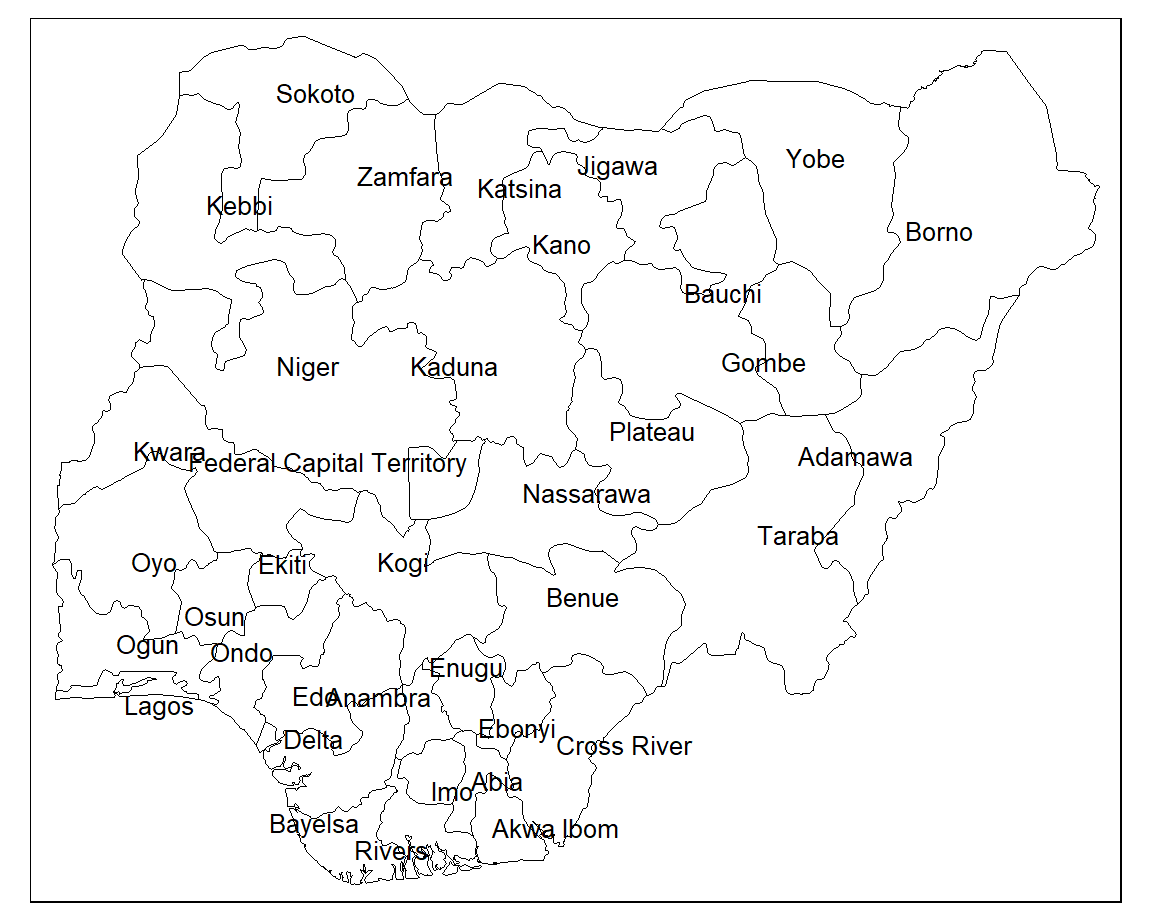 Sokoto
Yobe
Jigawa
Zamfara
Katsina
Kebbi
Borno
Kano
Bauchi
Gombe
Niger
Kaduna
Plateau
Kwara
Adamawa
Federal Capital Territory
Nassarawa
Taraba
Oyo
Ekiti
Kogi
Benue
Osun
Ogun
Ondo
Enugu
Edo
Anambra
Lagos
Ebonyi
Delta
Cross River
Abia
Imo
Bayelsa
Akwa Ibom
Rivers